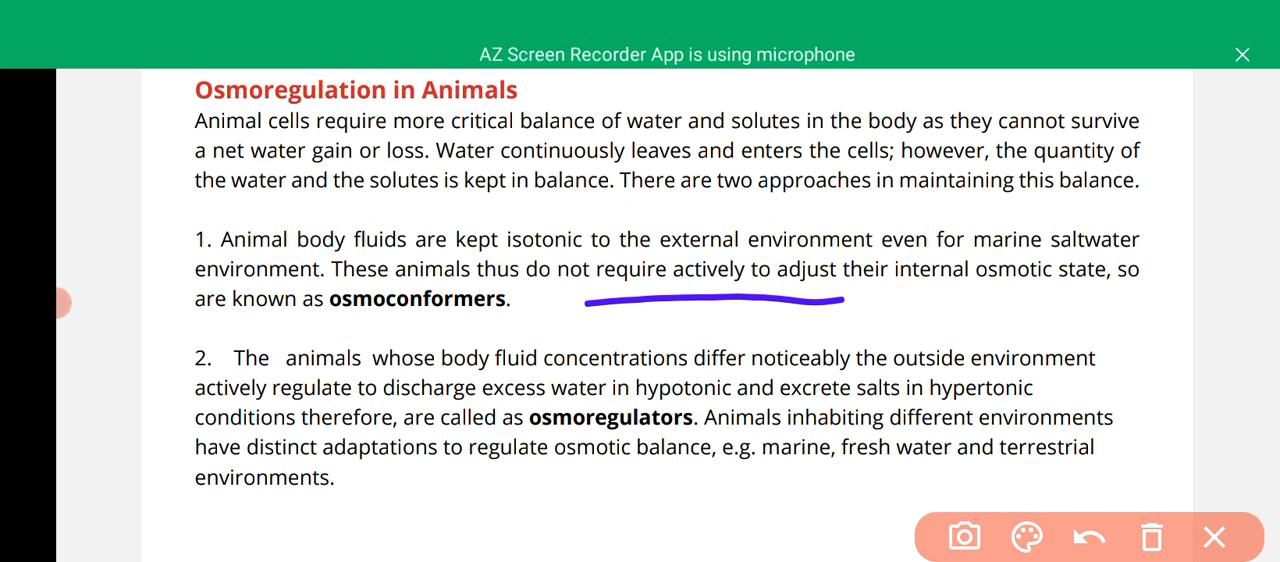 AZ Screen Recorder App is using microphone
Osmoregulation in Animals
Animal cells require more critical balance of water and solutes in the body as they cannot survive
a net water gain or loss. Water continuously leaves and enters the cells; however, the quantity of
the water and the solutes is kept in balance. There are two approaches in maintaining this balance.
1. Animal body fluids are kept isotonic to the external environment even for marine saltwater
environment. These animals thus do not require actively to adjust their internal osmotic state, so
are known as osmoconformers.
2. The animals whose body fluid concentrations differ noticeably the outside environment
actively regulate to discharge excess water in hypotonic and excrete salts in hypertonic
conditions therefore, are called as osmoregulators. Animals inhabiting different environments
have distinct adaptations to regulate osmotic balance, e.g. marine, fresh water and terrestrial
environments.